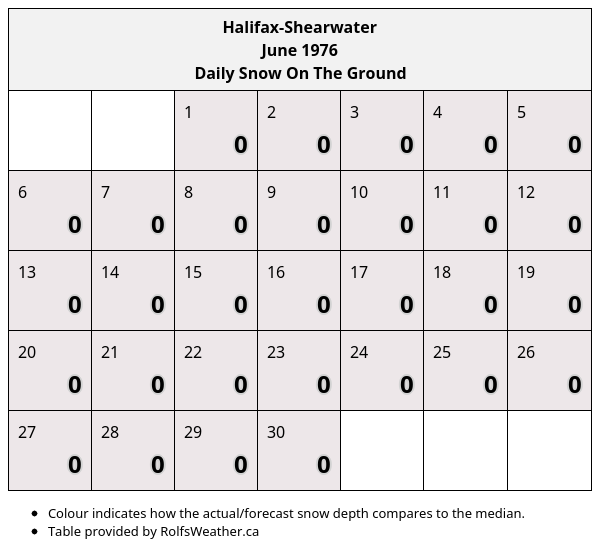 Halifax-Shearwater
June 1976
Daily Snow On The Ground
1 2 3 4 5
0 0 0 0 0
6 7 8 9 10 11 12
0 0 0 0 0 0 0
13 14 15 16 17 18 19
0 0 0 0 0 0 0
20 21 22 23 24 25 26
0 0 0 0 0 0 0
27 28 29 30
0 0 0 0
• Colour indicates how the actual/forecast snow depth compares to the median.
• Table provided by RolfsWeather.ca